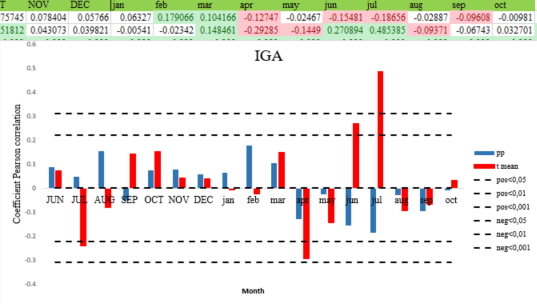 T NOV DEC jan feb mar apr may jun jul aug sep oct
75745 0.078404 0.05766 0.06327 0.179066 0.104166 -0.12747 -0.02467 -0.15481 -0.18656 -0.02887 -0.09608 -0.00981
51812 0.043073 0.039821 -0.00541 -0.02342 0.148461 -0.29285 -0.1449 0.270894 0.485385 -0.09371 -0.06743 0.032701
IGA
Coefficient Pearson correlation
0.6
0.5
0.4
0.3
0.2
0.1
0
-0.1
-0.2
-0.3
-0.4
JUN JUL AUG SEP OCT NOV DEC jan feb mar apr may jun jul aug sep oct
Month
pp
t mean
pos<0,05
pos<0,01
pos<0,001
neg<0,05
neg<0,01
neg<0,001